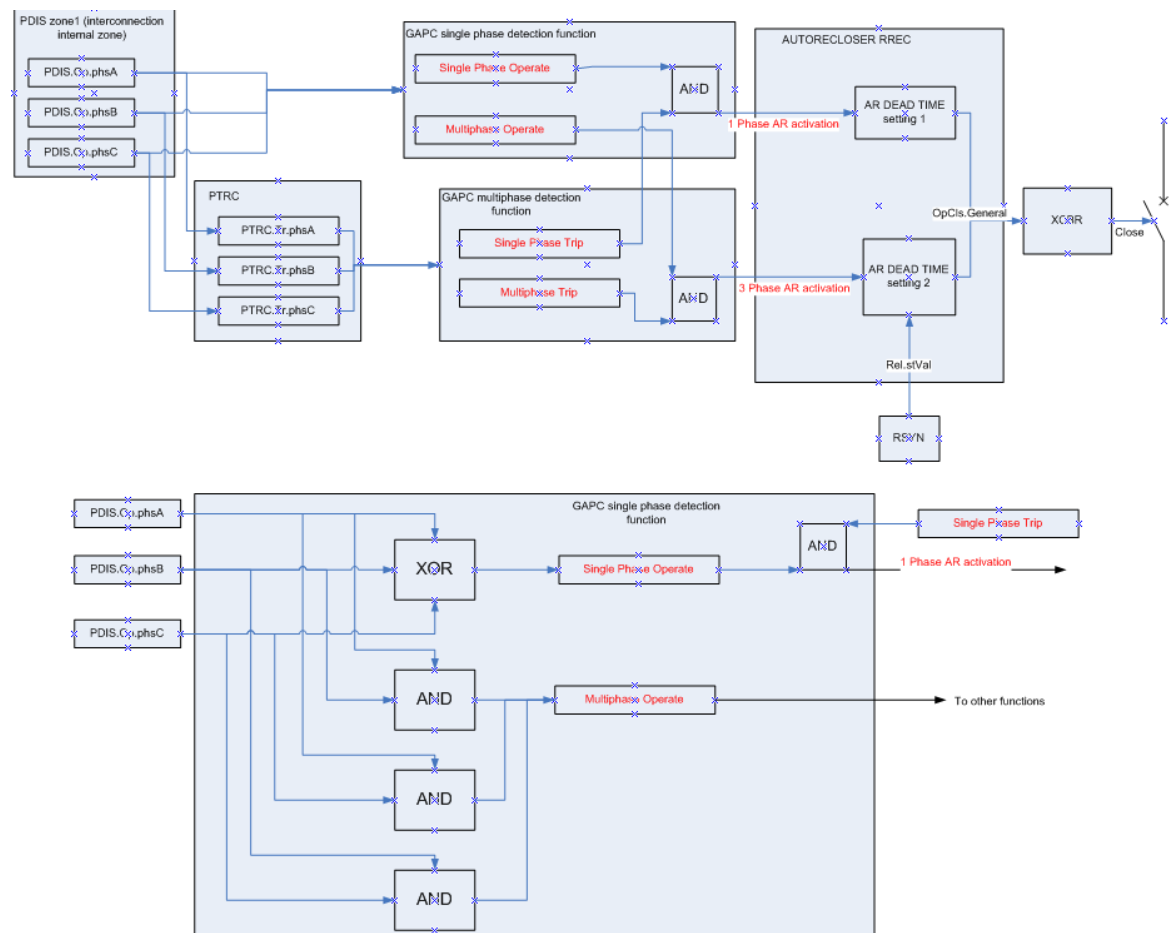 PDIS zone1 (interconnection
internal zone)
PDIS.Op.phsA
PDIS.Op.phsB
PDIS.Op.phsC
PTRC
PTRC.Tr.phsA
PTRC.Tr.phsB
PTRC.Tr.phsC
GAPC single phase detection function
Single Phase Operate
Multiphase Operate
AND
GAPC multiphase detection
function
Single Phase Trip
Multiphase Trip
AND
1 Phase AR activation
3 Phase AR activation
AUTORECLOSER RREC
AR DEAD TIME
setting 1
AR DEAD TIME
setting 2
OpCls.General
Rel.stVal
RSYN
XCBR
Close
PDIS.Op.phsA
PDIS.Op.phsB
PDIS.Op.phsC
GAPC single phase detection
function
XOR
AND
AND
AND
Single Phase Operate
Multiphase Operate
AND
Single Phase Trip
1 Phase AR activation
To other functions